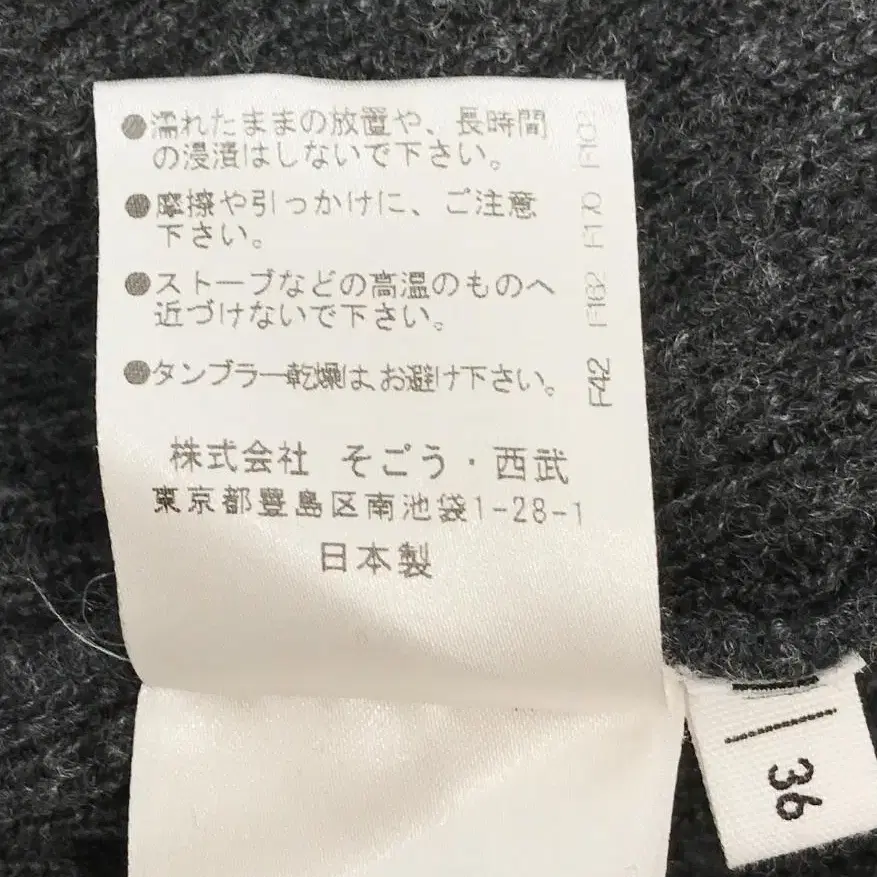 ●濡れたままの放置や、長時間
の浸漬はしないで下さい。
●摩擦や引っかけに、ご注意
下さい。
●ストーブなどの高温のものへ
近づけないで下さい。
●タンブラー乾燥は、お避け下さい。
株式会社 そごう・西武
東京都豊島区南池袋1-28-1
日本製
F42 F182 F170 F102
36